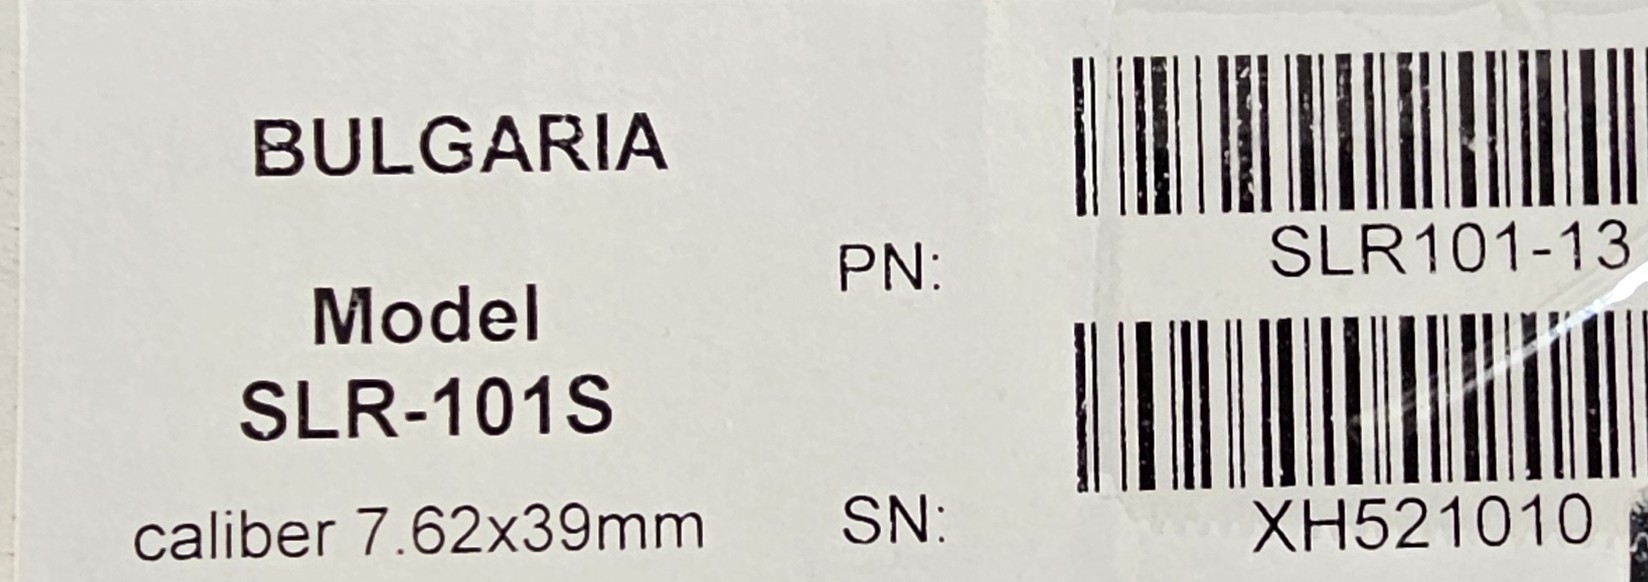 BULGARIA
Model
SLR-101S
caliber 7.62x39mm
PN:
SLR101-13
SN:
XH521010